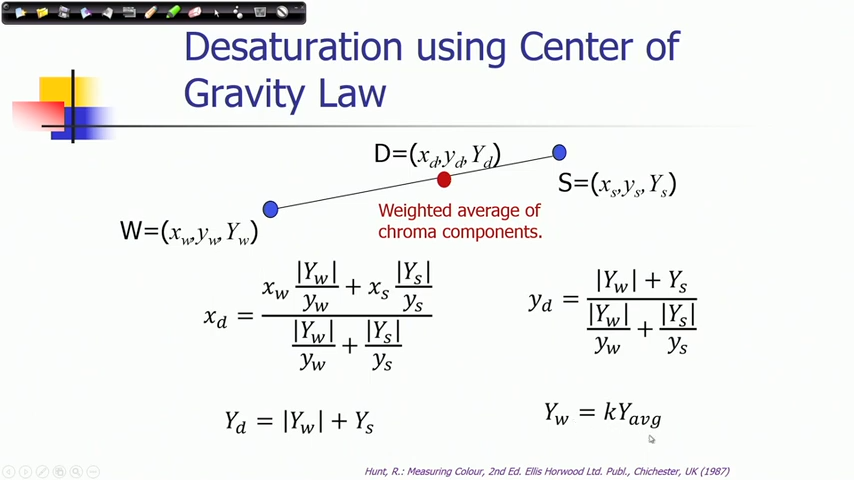 Desaturation using Center of
Gravity Law
D=(x_d,y_d,Y_d)
S=(x_s,y_s,Y_s)
Weighted average of
chroma components.
W=(x_w,y_w,Y_w)
x_d = (x_w |Y_w|/y_w + x_s |Y_s|/y_s) / (|Y_w|/y_w + |Y_s|/y_s)
y_d = (|Y_w| + Y_s) / (|Y_w|/y_w + |Y_s|/y_s)
Y_d = |Y_w| + Y_s
Y_w = kY_avg
Hunt, R.: Measuring Colour, 2nd Ed. Ellis Horwood Ltd. Publ., Chichester, UK (1987)